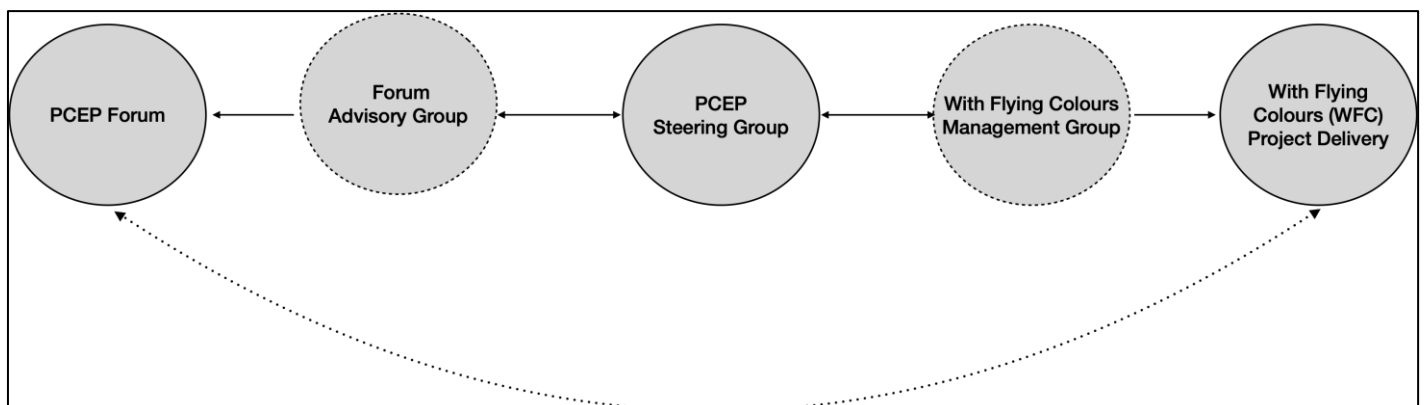 PCEP Forum
Forum
Advisory Group
PCEP
Steering Group
With Flying Colours
Management Group
With Flying
Colours (WFC)
Project Delivery